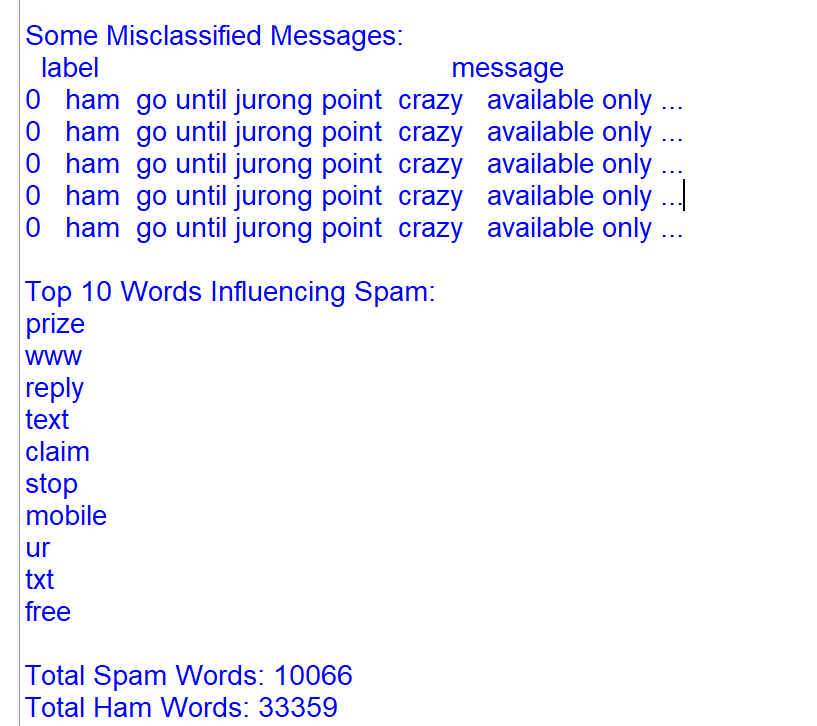 Some Misclassified Messages:
label message
0 ham go until jurong point crazy available only ...
0 ham go until jurong point crazy available only ...
0 ham go until jurong point crazy available only ...
0 ham go until jurong point crazy available only ...
0 ham go until jurong point crazy available only ...
Top 10 Words Influencing Spam:
prize
www
reply
text
claim
stop
mobile
ur
txt
free
Total Spam Words: 10066
Total Ham Words: 33359